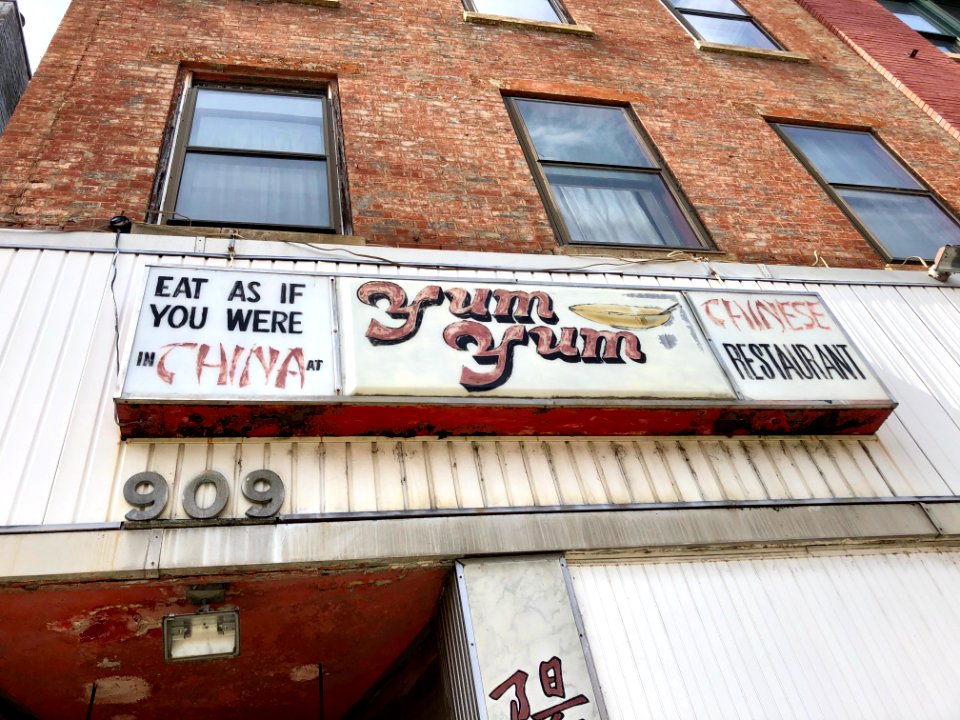 EAT AS IF
YOU WERE
IN CHINA AT
Yum
Yum
CHINESE
RESTAURANT
909